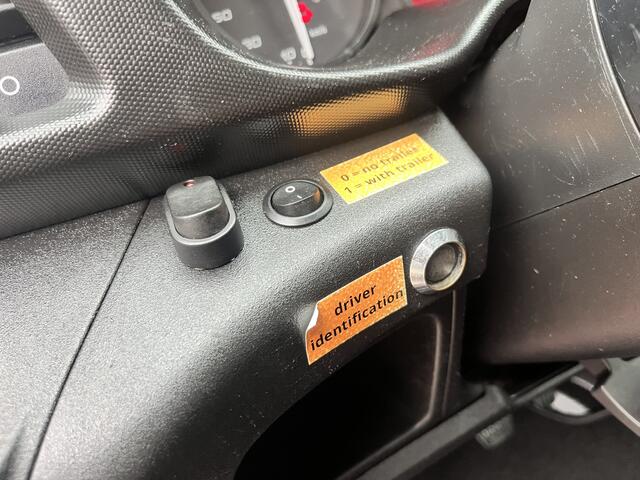 0 = no trailer
1 = with trailer
driver
identification